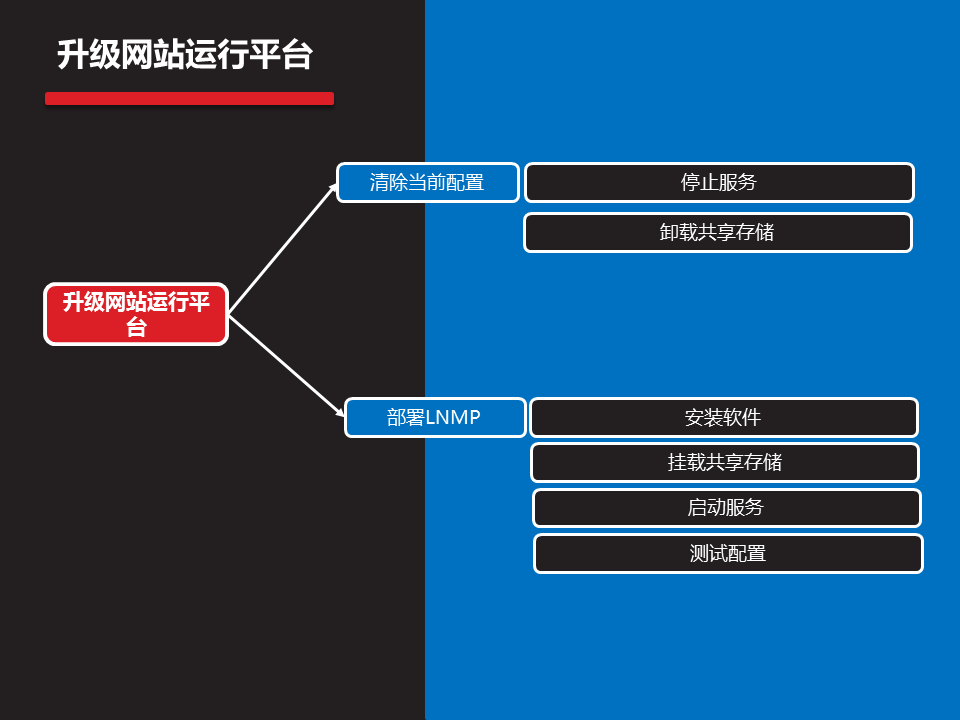 升级网站运行平台
清除当前配置
停止服务
卸载共享存储
升级网站运行平
台
部署LNMP
安装软件
挂载共享存储
启动服务
测试配置